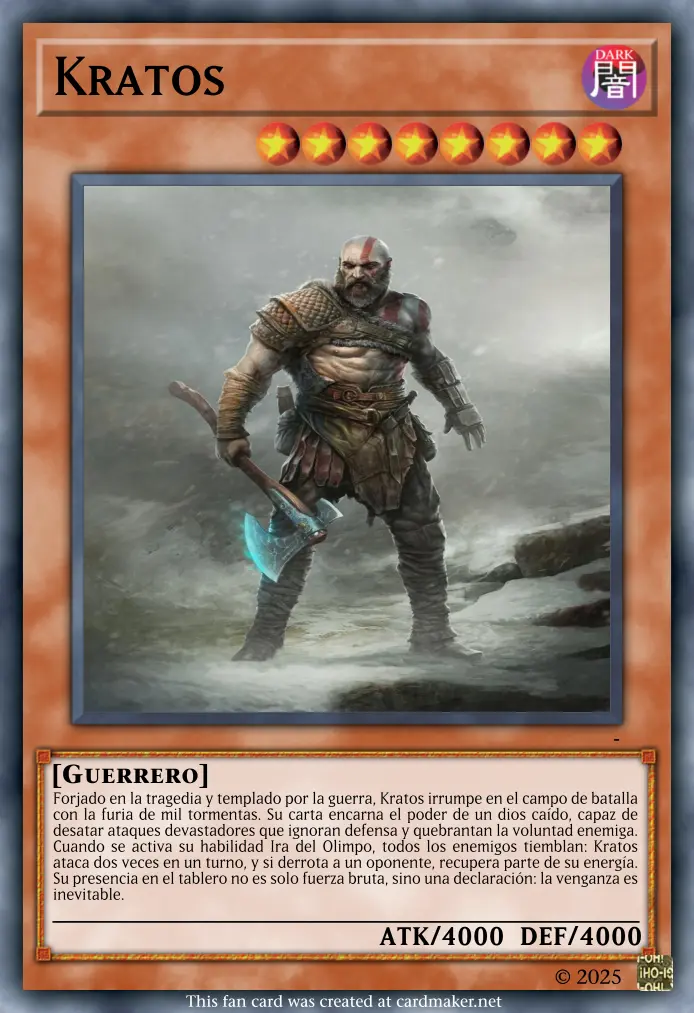 Kratos
DARK
闇
-
[Guerrero]
Forjado en la tragedia y templado por la guerra, Kratos irrumpe en el campo de batalla
con la furia de mil tormentas. Su carta encarna el poder de un dios caído, capaz de
desatar ataques devastadores que ignoran defensa y quebrantan la voluntad enemiga.
Cuando se activa su habilidad Ira del Olimpo, todos los enemigos tiemblan: Kratos
ataca dos veces en un turno, y si derrota a un oponente, recupera parte de su energía.
Su presencia en el tablero no es solo fuerza bruta, sino una declaración: la venganza es
inevitable.
ATK/4000 DEF/4000
© 2025
This fan card was created at cardmaker.net